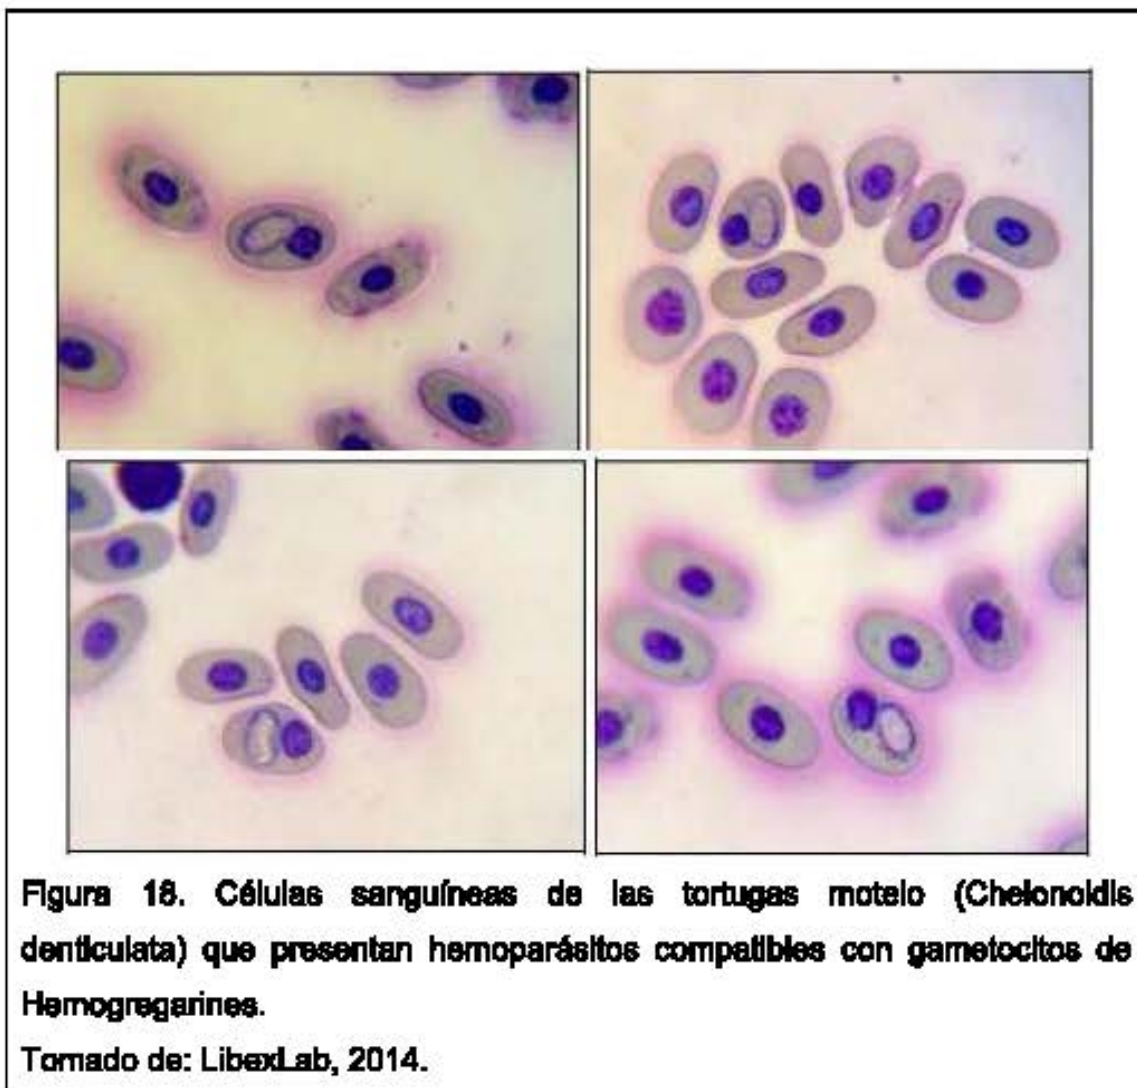 Figura 18. Células sanguíneas de las tortugas motelo (Chelonoidis
denticulata) que presentan hemoparásitos compatibles con gametocitos de
Hemogregarines.
Tomado de: LibexLab, 2014.